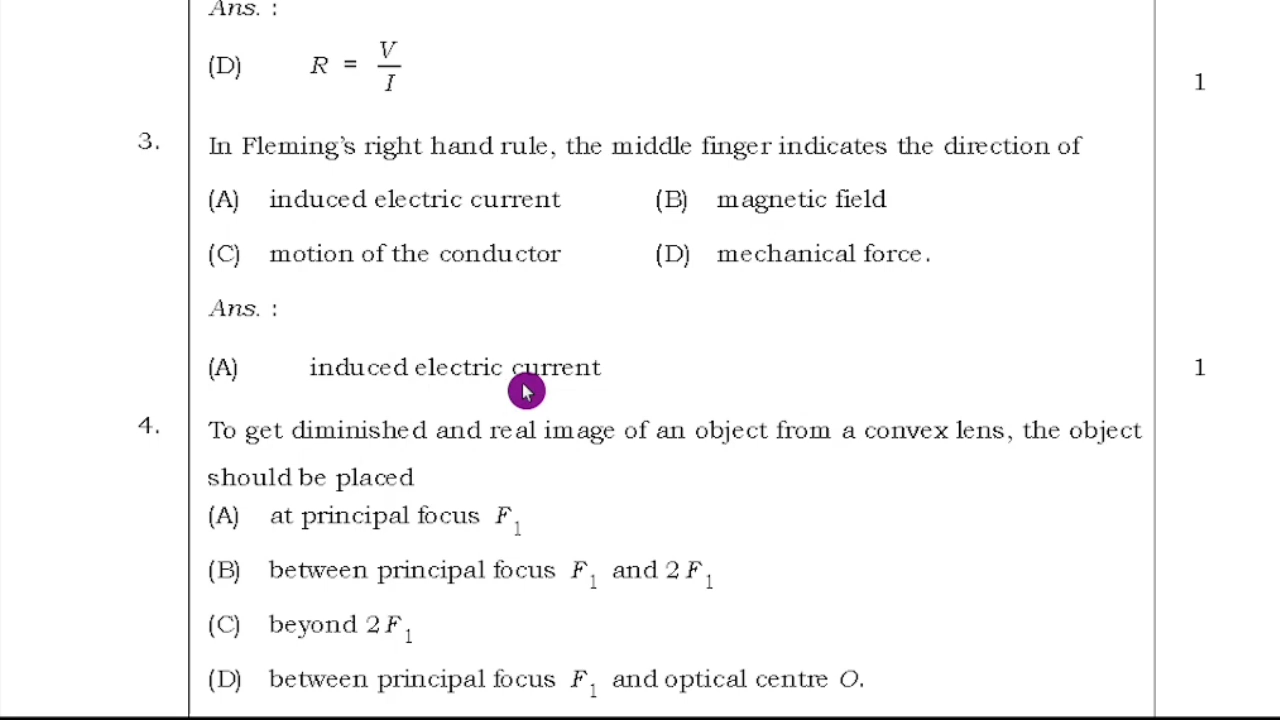 Ans. :
(D) R = V/I
1
3. In Fleming's right hand rule, the middle finger indicates the direction of
(A) induced electric current (B) magnetic field
(C) motion of the conductor (D) mechanical force.
Ans. :
(A) induced electric current 1
4. To get diminished and real image of an object from a convex lens, the object
should be placed
(A) at principal focus F₁
(B) between principal focus F₁ and 2F₁
(C) beyond 2F₁
(D) between principal focus F₁ and optical centre O.